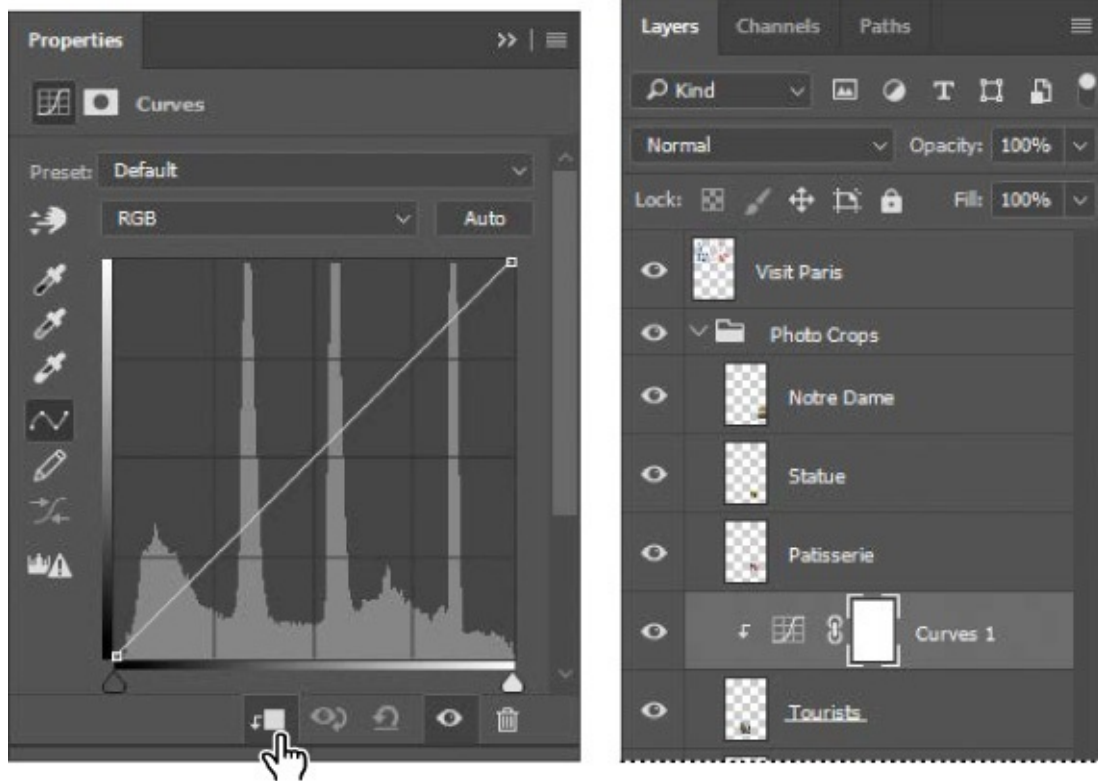 Properties
Curves
Preset: Default
RGB Auto
Layers Channels Paths
Kind
Normal Opacity: 100%
Lock: Fill: 100%
Visit Paris
Photo Crops
Notre Dame
Statue
Patisserie
Curves 1
Tourists